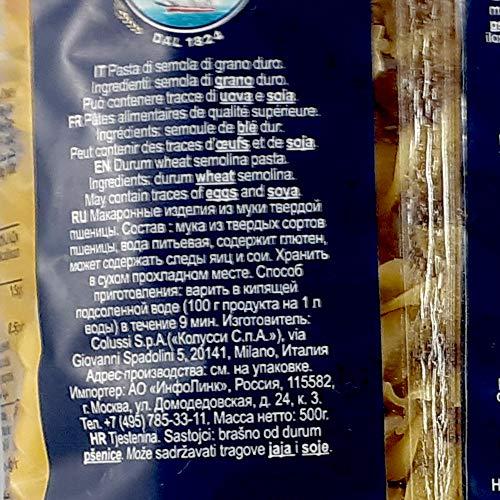 DAL 1824
IT Pasta di semola di grano duro.
Ingredienti: semola di grano duro.
Può contenere tracce di uova e soia.
FR Pâtes alimentaires de qualité supérieure.
Ingrédients: semoule de blé dur.
Peut contenir des traces d'œufs et de soja.
EN Durum wheat semolina pasta.
Ingredients: durum wheat semolina.
May contain traces of eggs and soya.
RU Макаронные изделия из муки твердой
пшеницы. Состав : мука из твердых сортов
пшеницы, вода питьевая, содержит глютен,
может содержать следы яиц и сои. Хранить
в сухом прохладном месте. Способ
приготовления: варить в кипящей
подсоленной воде (100 г продукта на 1 л
воды) в течение 9 мин. Изготовитель:
Colussi S.p.A.(«Колусси С.п.А.»), via
Giovanni Spadolini 5, 20141, Milano, Италия
Адрес производства: см. на упаковке.
Импортер: АО «ИнфоЛинк», Россия, 115582,
г. Москва, ул. Домодедовская, д. 24, к. 3.
Тел. +7 (495) 785-33-11. Масса нетто: 500г.
HR Tjestenina. Sastojci: brašno od durum
pšenice. Može sadržavati tragove jaja i soje.